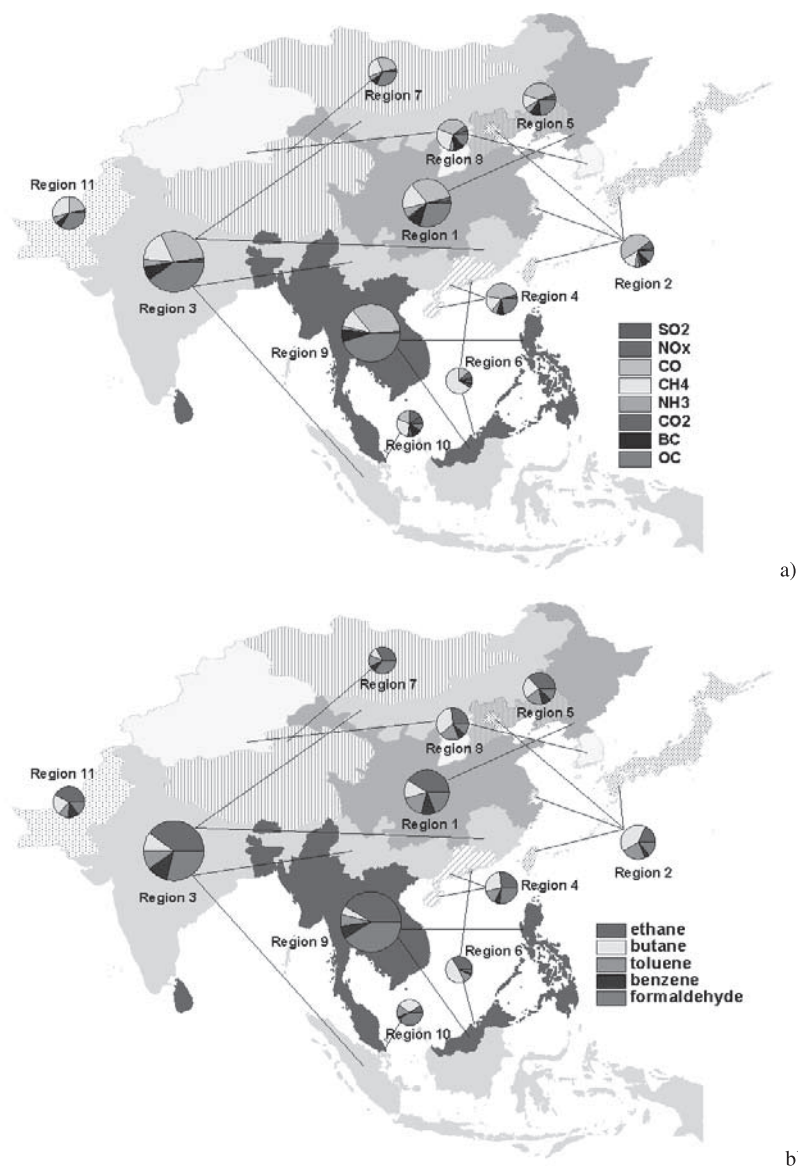 Region 7
Region 5
Region 8
Region 11
Region 1
Region 2
Region 3
Region 4
Region 9
Region 6
Region 10
SO2
NOx
CO
CH4
NH3
CO2
BC
OC
a)
Region 7
Region 5
Region 8
Region 11
Region 1
Region 2
Region 3
Region 4
Region 9
Region 6
Region 10
ethane
butane
toluene
benzene
formaldehyde
b)